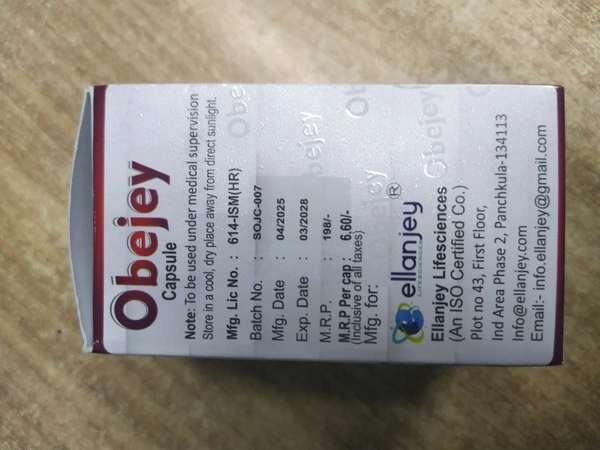 Obejey
Capsule
Note: To be used under medical supervision
Store in a cool, dry place away from direct sunlight.
Mfg. Lic No. : 614-ISM(HR)
Batch No. : SOJC-007
Mfg. Date : 04/2025
Exp. Date : 03/2028
M.R.P. : 198/-
M.R.P Per cap : 6.60/-
(Inclusive of all taxes)
Mfg. for:
ellanjey®
LIFESCIENCES
Ellanjey Lifesciences
(An ISO Certified Co.)
Plot no 43, First Floor,
Ind Area Phase 2, Panchkula-134113
Info@ellanjey.com
Email:- info.ellanjey@gmail.com